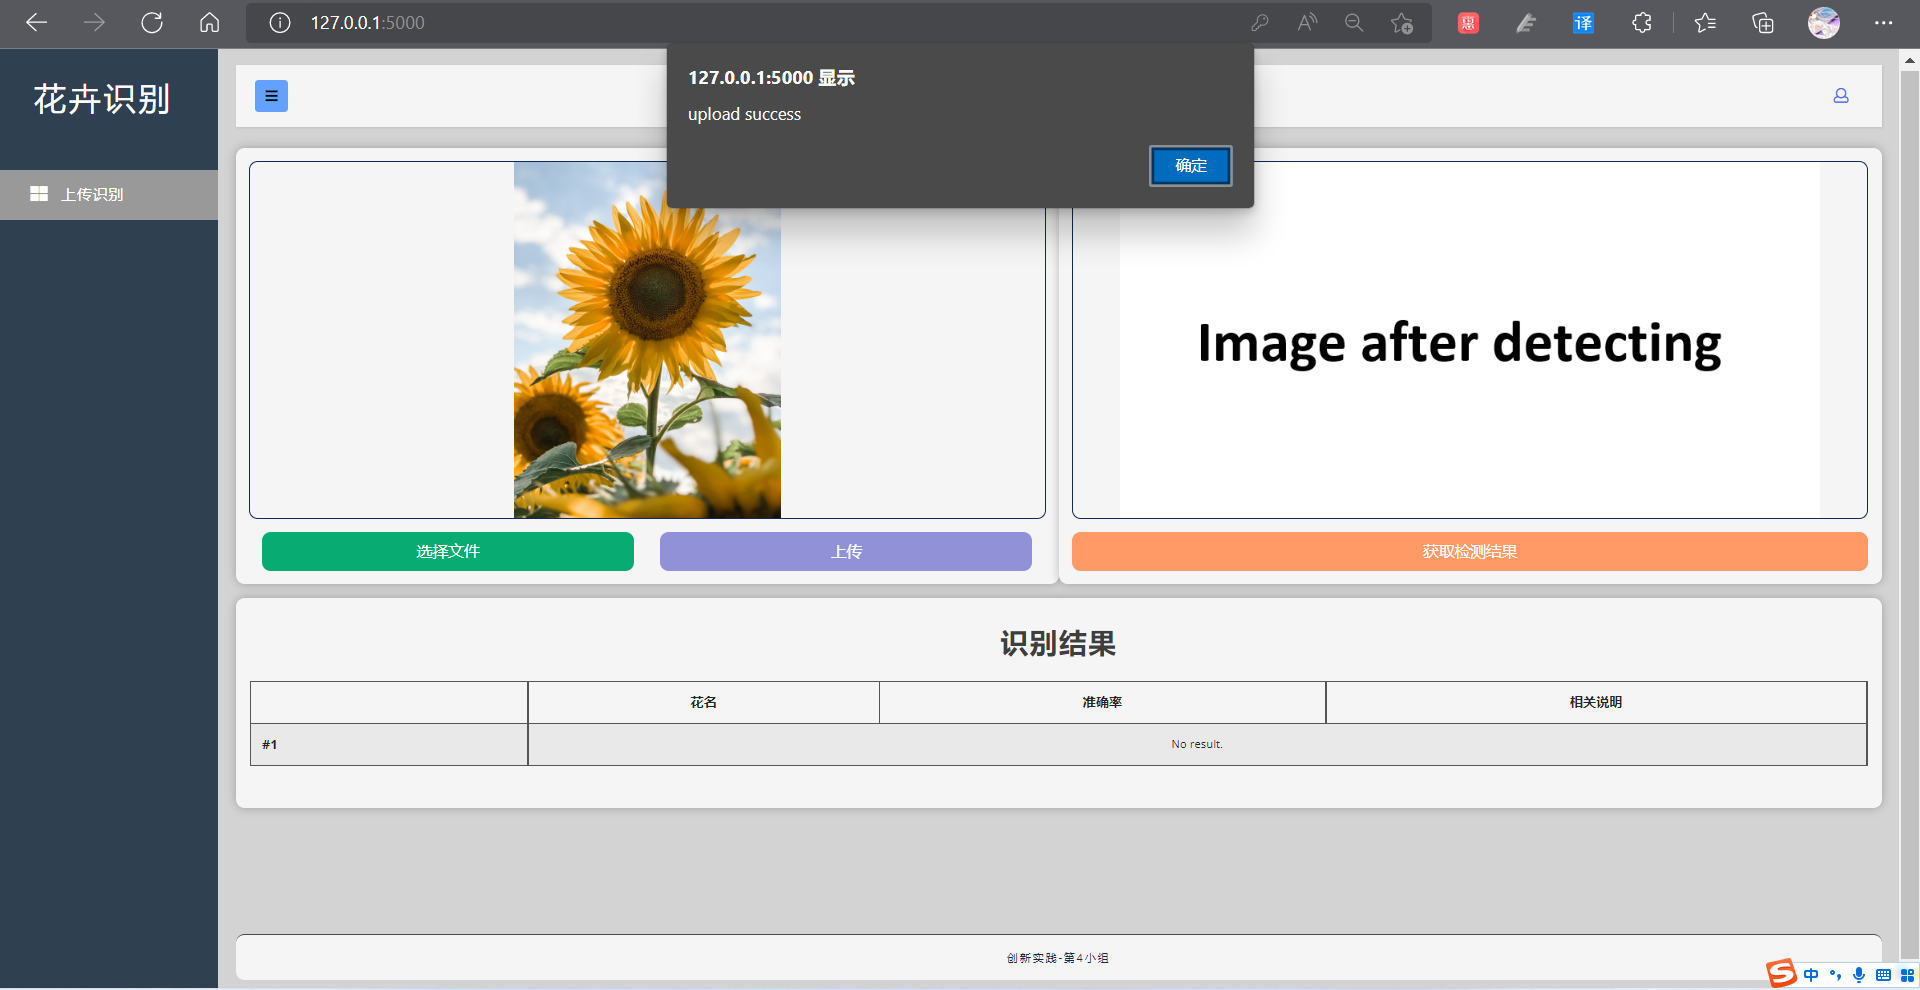 127.0.0.1:5000
惠
译
花卉识别
127.0.0.1:5000 显示
upload success
确定
上传识别
Image after detecting
选择文件
上传
获取检测结果
识别结果
花名
准确率
相关说明
#1
No result.
创新实践-第4小组
中